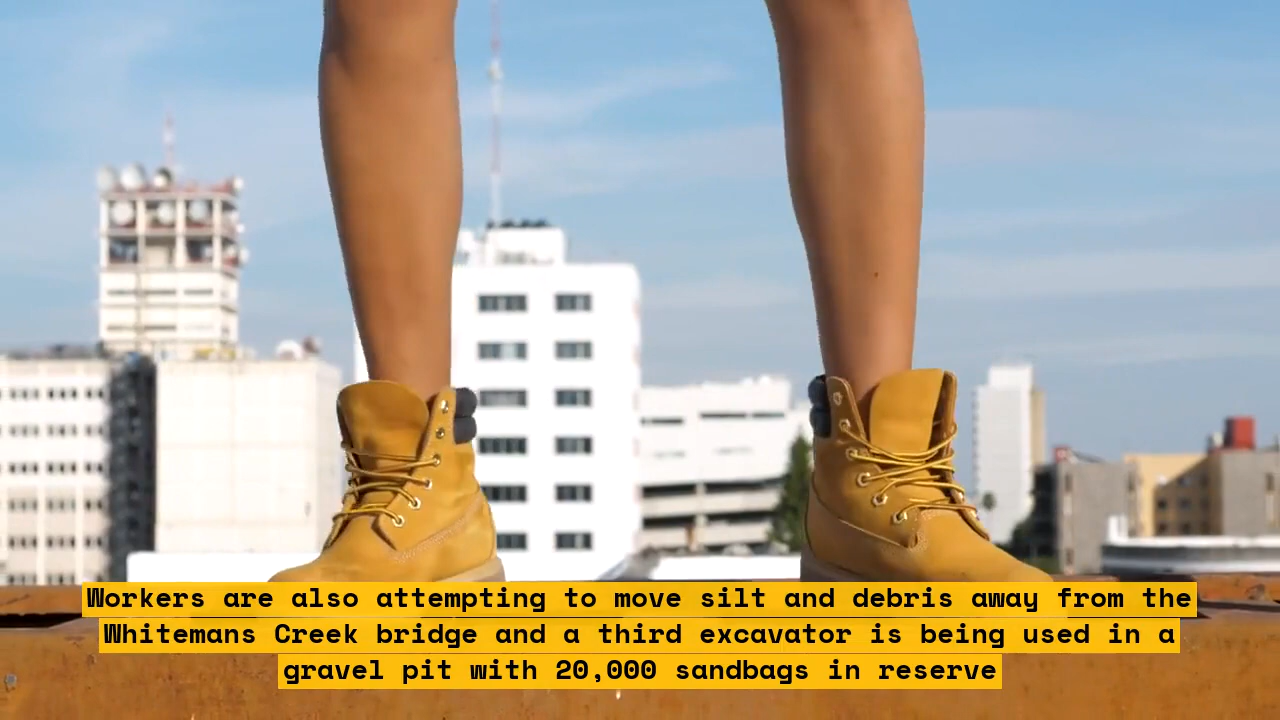 Workers are also attempting to move silt and debris away from the
Whitemans Creek bridge and a third excavator is being used in a
gravel pit with 20,000 sandbags in reserve